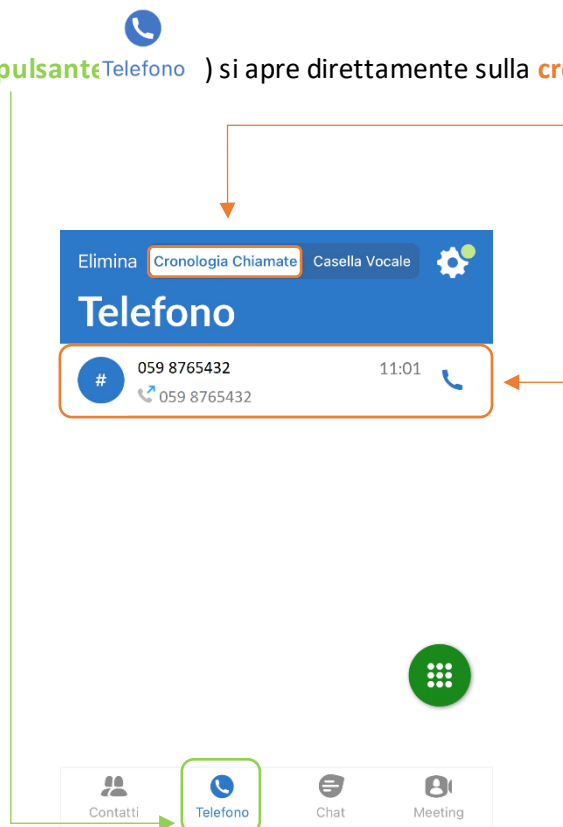 pulsante Telefono ) si apre direttamente sulla cr
Elimina Cronologia Chiamate Casella Vocale
Telefono
# 059 8765432 11:01
059 8765432
Contatti Telefono Chat Meeting